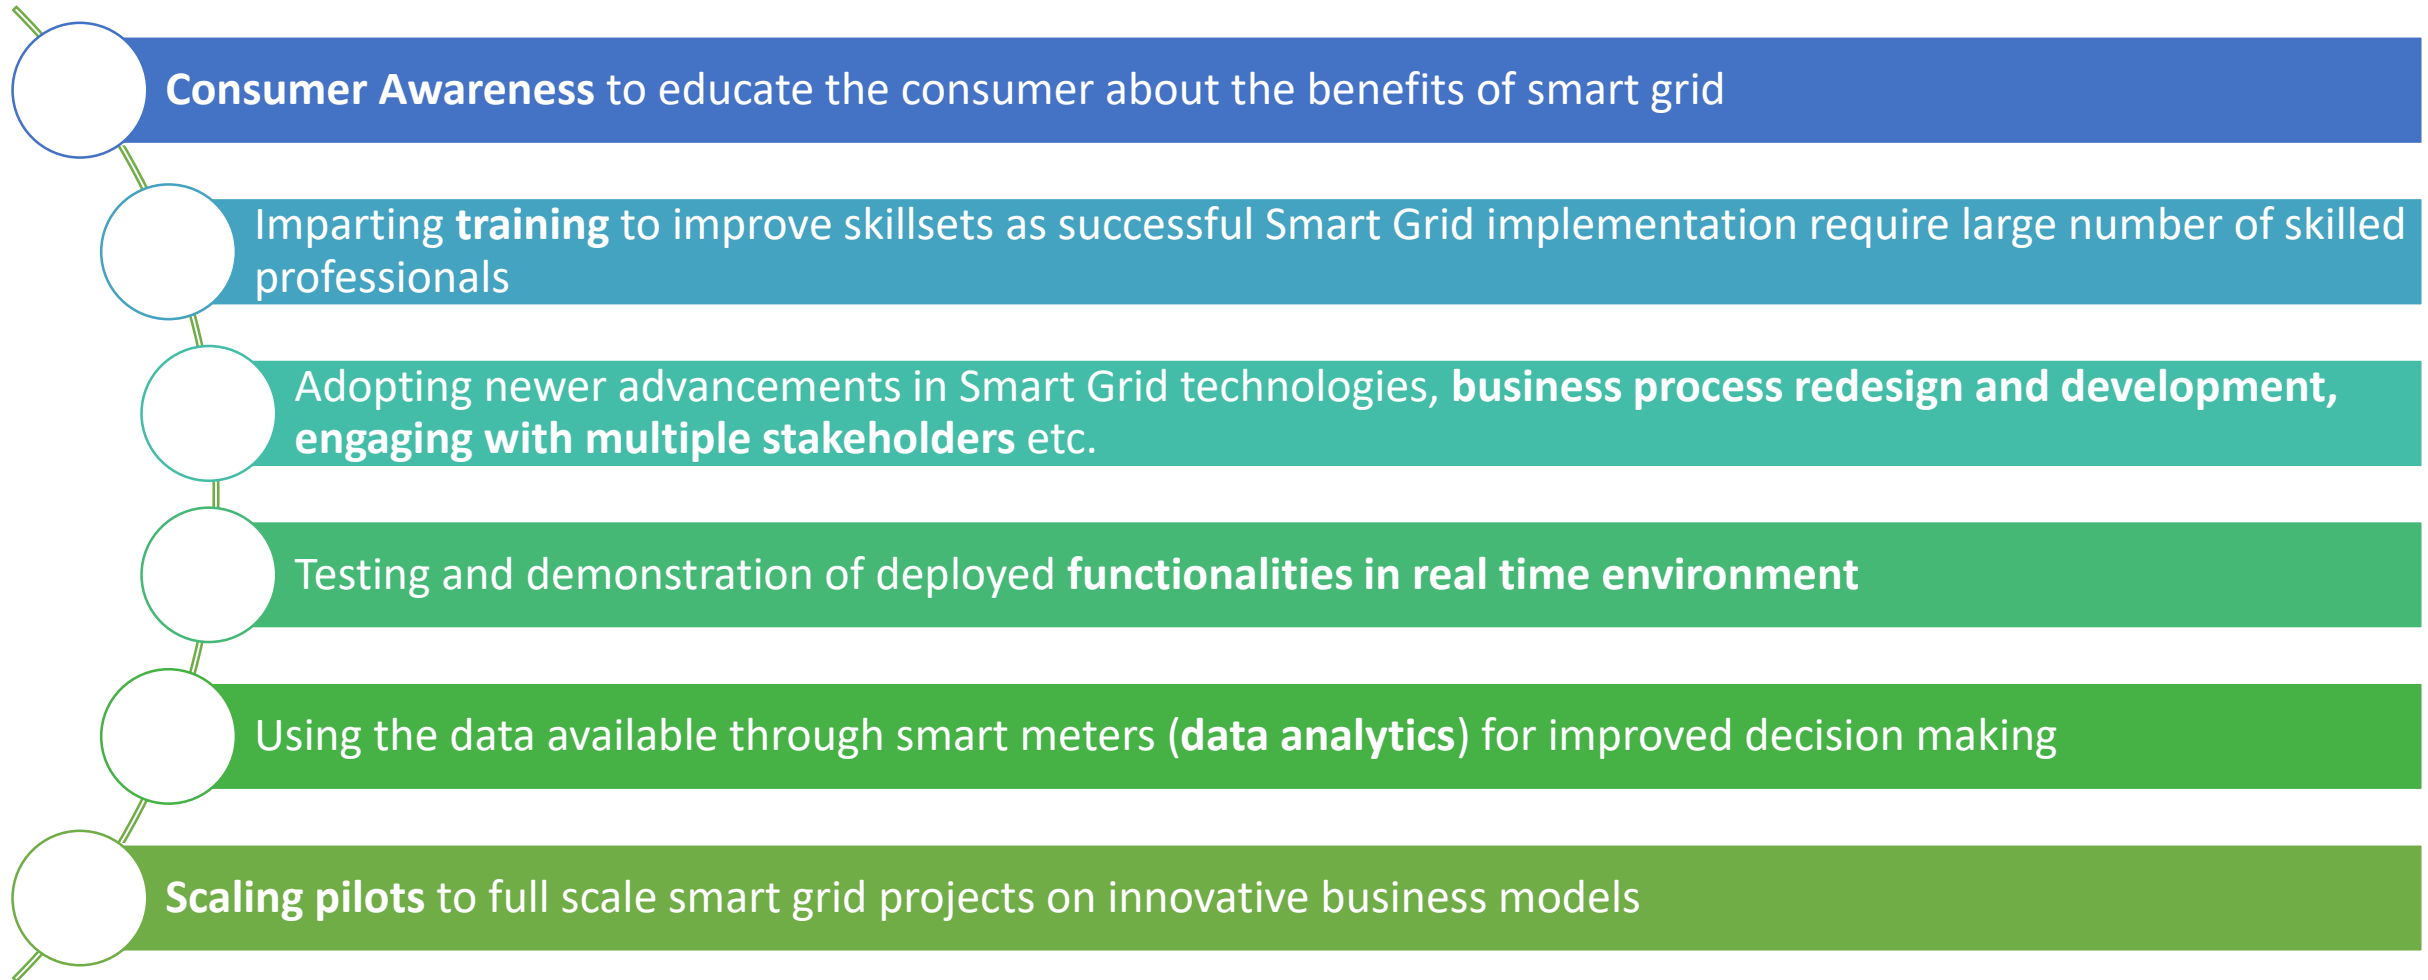 Consumer Awareness to educate the consumer about the benefits of smart grid
Imparting training to improve skillsets as successful Smart Grid implementation require large number of skilled
professionals
Adopting newer advancements in Smart Grid technologies, business process redesign and development,
engaging with multiple stakeholders etc.
Testing and demonstration of deployed functionalities in real time environment
Using the data available through smart meters (data analytics) for improved decision making
Scaling pilots to full scale smart grid projects on innovative business models